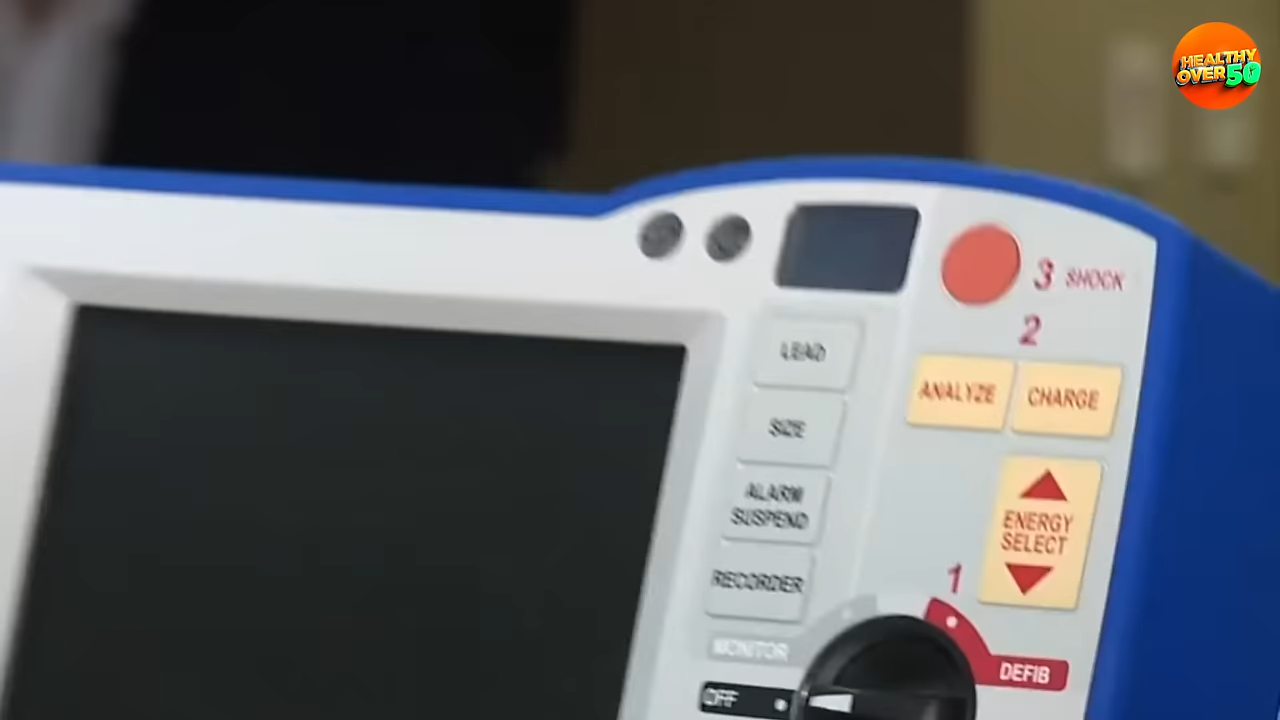 HEALTHY
OVER 50
3 SHOCK
2
LEAD
ANALYZE
CHARGE
SIZE
ALARM
SUSPEND
ENERGY
SELECT
1
RECORDER
MONITOR
DEFIB
OFF